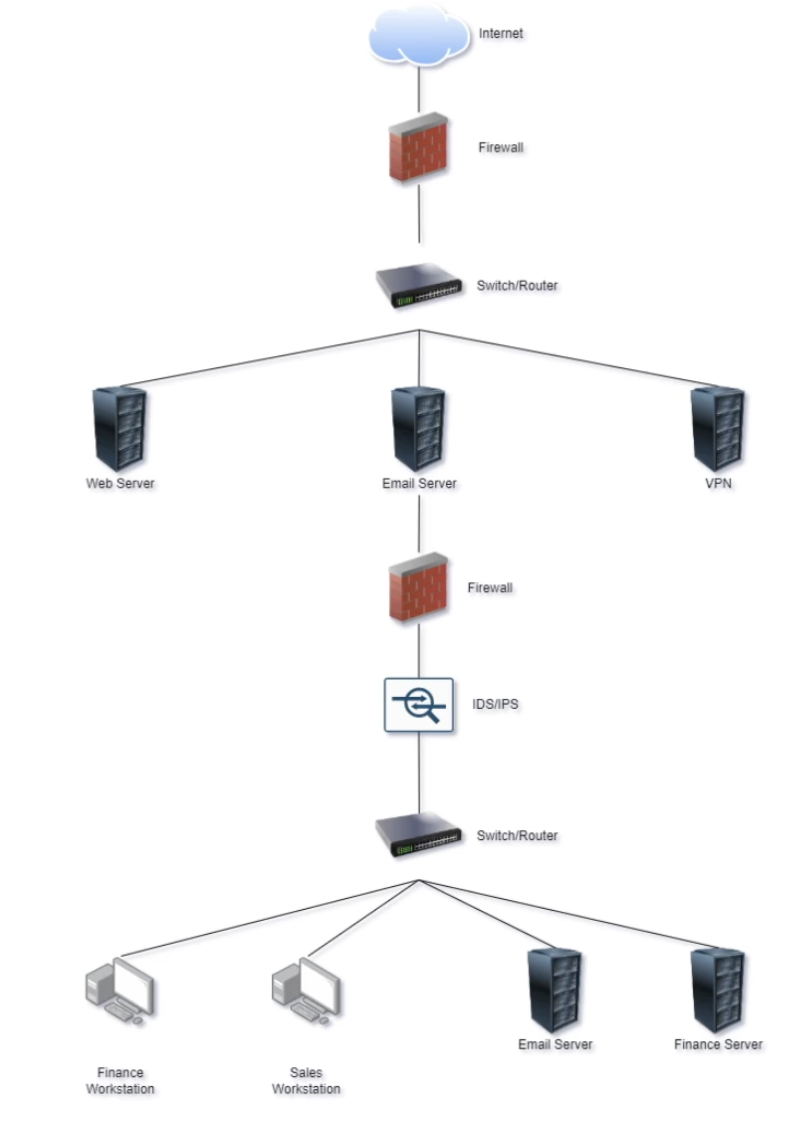 Internet
Firewall
Switch/Router
Web Server
Email Server
VPN
Firewall
IDS/IPS
Switch/Router
Email Server
Finance Server
Finance
Workstation
Sales
Workstation